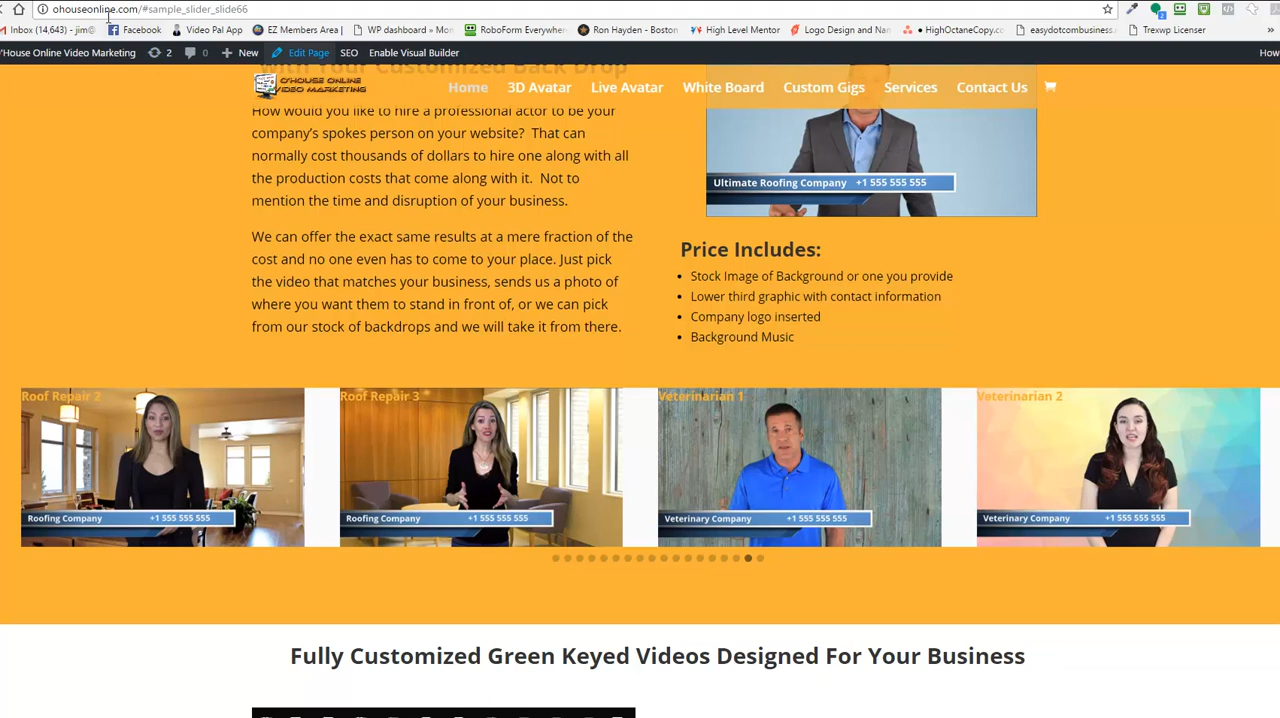 ohouseonline.com/#sample_slider_slide66
Inbox (14,643) - jim@
Facebook
Video Pal App
EZ Members Area |
WP dashboard » Mon
RoboForm Everywhere
Ron Hayden - Boston
High Level Mentor
Logo Design and Nam
• HighOctaneCopy.co
easydotcombusiness.
Trexwp Licenser
»
'House Online Video Marketing
2
0
New
Edit Page
SEO
Enable Visual Builder
How
With Your Customized Back Drop
O'HOUSE ONLINE
VIDEO MARKETING
Home
3D Avatar
Live Avatar
White Board
Custom Gigs
Services
Contact Us
How would you like to hire a professional actor to be your
company's spokes person on your website? That can
normally cost thousands of dollars to hire one along with all
the production costs that come along with it. Not to
mention the time and disruption of your business.
We can offer the exact same results at a mere fraction of the
cost and no one even has to come to your place. Just pick
the video that matches your business, sends us a photo of
where you want them to stand in front of, or we can pick
from our stock of backdrops and we will take it from there.
Ultimate Roofing Company +1 555 555 555
Price Includes:
• Stock Image of Background or one you provide
• Lower third graphic with contact information
• Company logo inserted
• Background Music
Roof Repair 2
Roofing Company +1 555 555 555
Roof Repair 3
Roofing Company +1 555 555 555
Veterinarian 1
Veterinary Company +1 555 555 555
Veterinarian 2
Veterinary Company +1 555 555 555
Fully Customized Green Keyed Videos Designed For Your Business